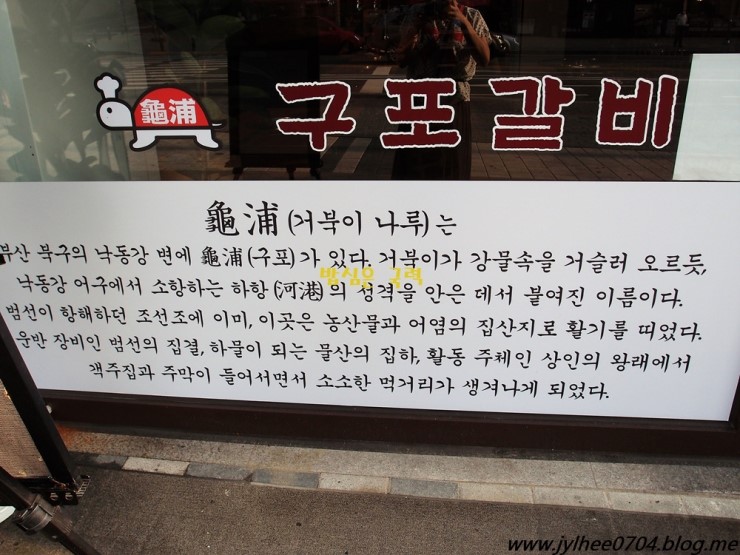 龜浦
구포갈비
龜浦 (거북이 나루)는
부산 북구의 낙동강 변에 龜浦(구포)가 있다. 거북이가 강물속을 거슬러 오르듯,
밥심은 국력
낙동강 어구에서 소항하는 하항 (河港)의 성격을 안은 데서 붙여진 이름이다.
범선이 항해하던 조선조에 이미, 이곳은 농산물과 어염의 집산지로 활기를 띠었다.
운반 장비인 범선의 집결, 하물이 되는 물산의 집하, 활동 주체인 상인의 왕래에서
객주집과 주막이 들어서면서 소소한 먹거리가 생겨나게 되었다.
www.jylhee0704.blog.me